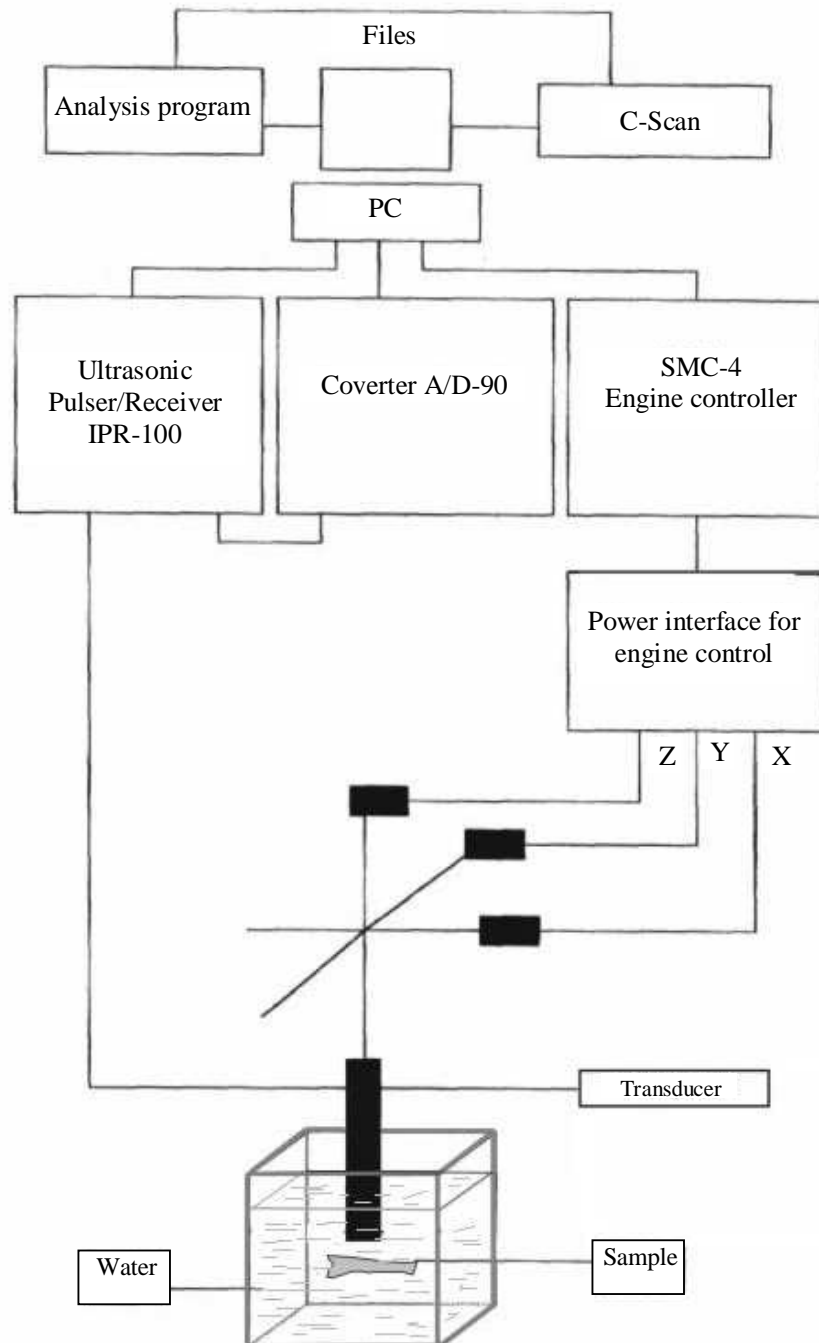 Files
Analysis program
C-Scan
PC
Ultrasonic
Pulser/Receiver
IPR-100
Coverter A/D-90
SMC-4
Engine controller
Power interface for
engine control
Z
Y
X
Transducer
Water
Sample